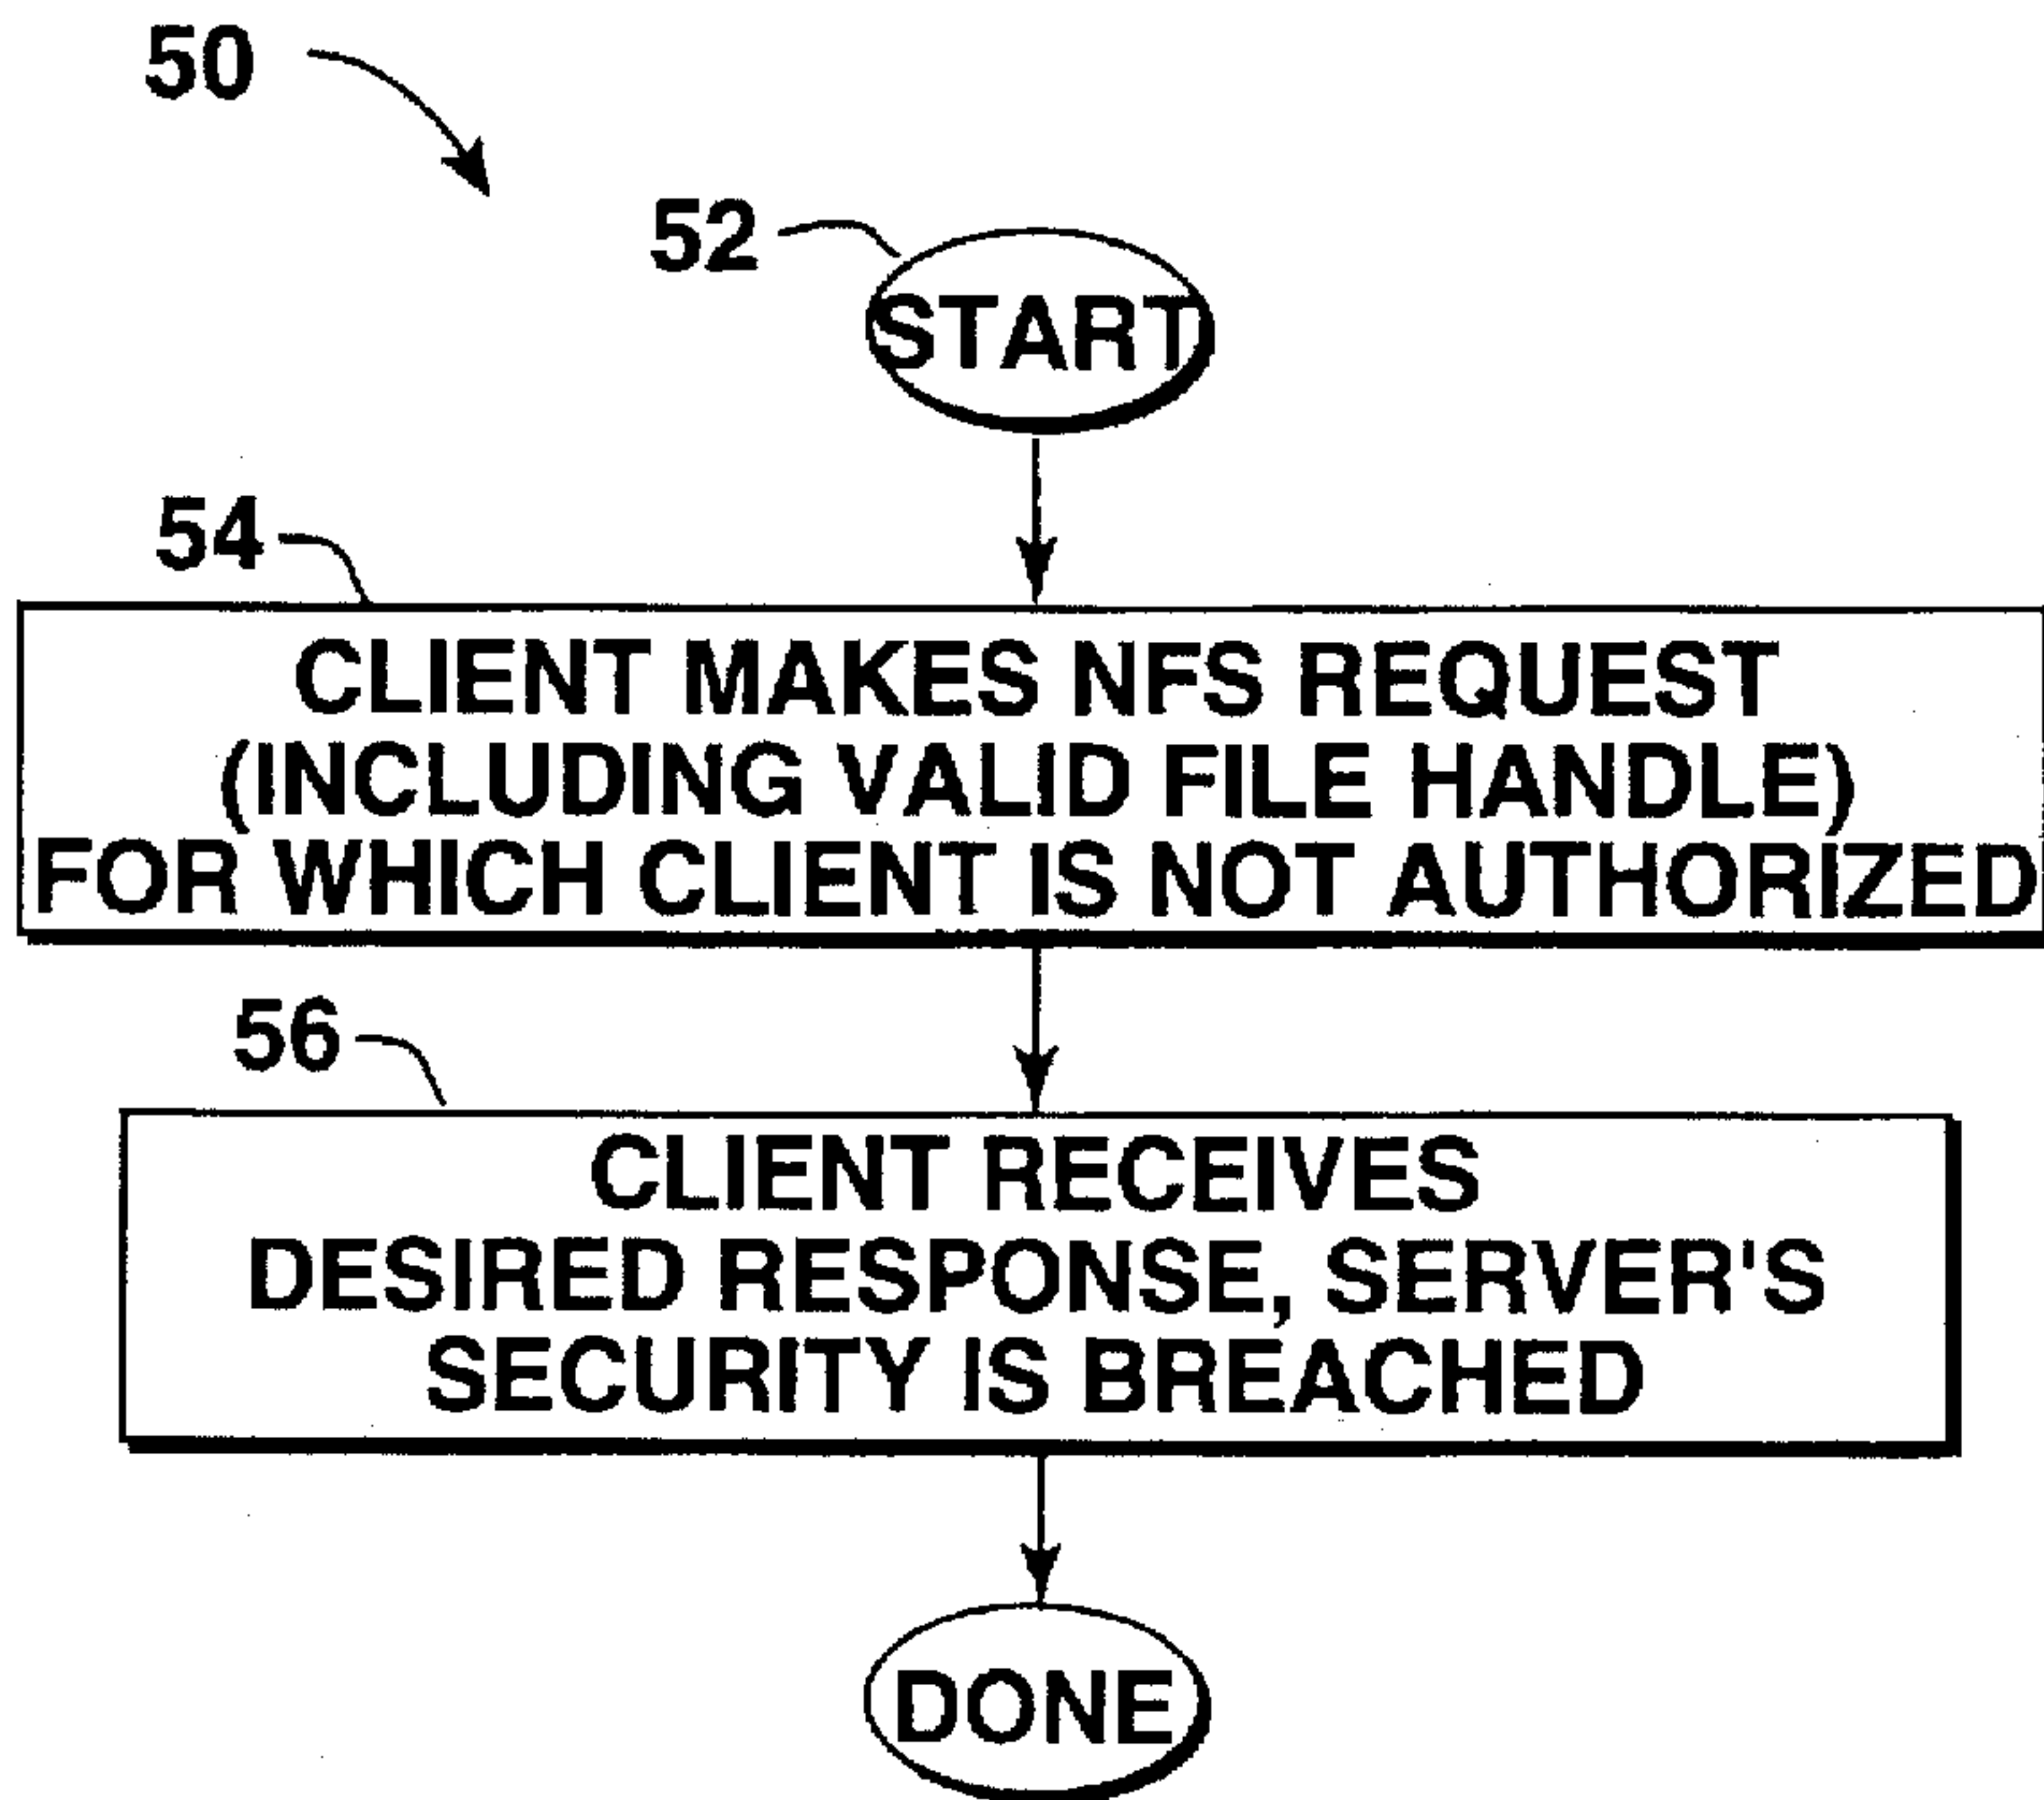 50
52
START
54
CLIENT MAKES NFS REQUEST
(INCLUDING VALID FILE HANDLE)
FOR WHICH CLIENT IS NOT AUTHORIZED
56
CLIENT RECEIVES
DESIRED RESPONSE, SERVER'S
SECURITY IS BREACHED
DONE